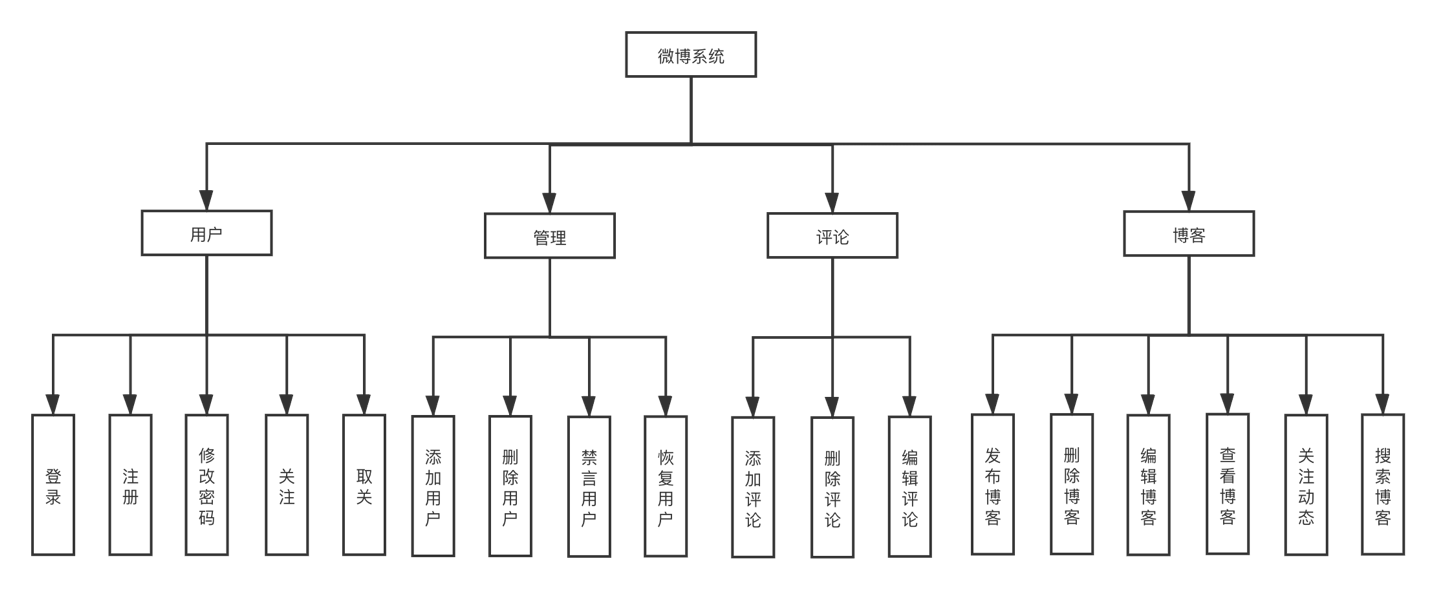 微博系统
用户
管理
评论
博客
登录
注册
修改密码
关注
取关
添加用户
删除用户
禁言用户
恢复用户
添加评论
删除评论
编辑评论
发布博客
删除博客
编辑博客
查看博客
关注动态
搜索博客